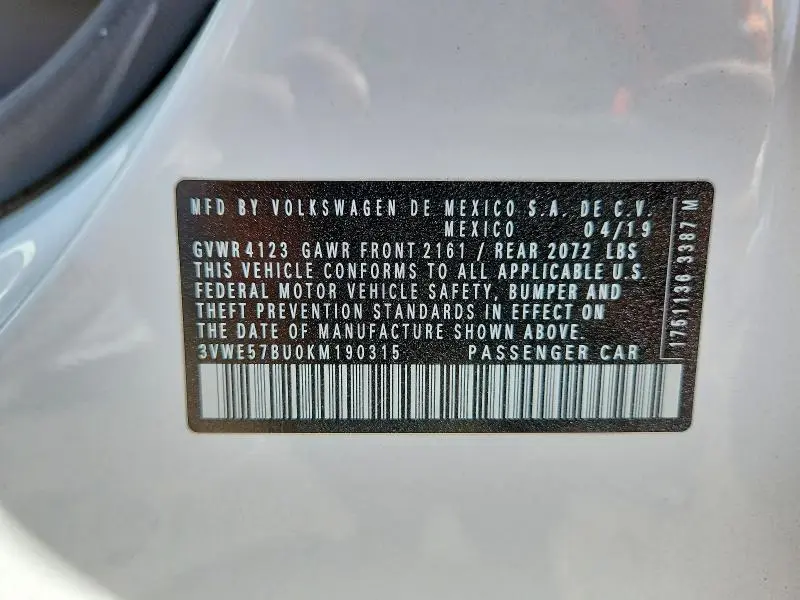 MFD BY VOLKSWAGEN DE MEXICO S.A. DE C.V.
MEXICO 04/19
GVWR 4123 GAWR FRONT 2161 / REAR 2072 LBS
THIS VEHICLE CONFORMS TO ALL APPLICABLE U.S.
FEDERAL MOTOR VEHICLE SAFETY, BUMPER AND
THEFT PREVENTION STANDARDS IN EFFECT ON
THE DATE OF MANUFACTURE SHOWN ABOVE.
3VWE57BU0KM190315 PASSENGER CAR
1761136 3387 M